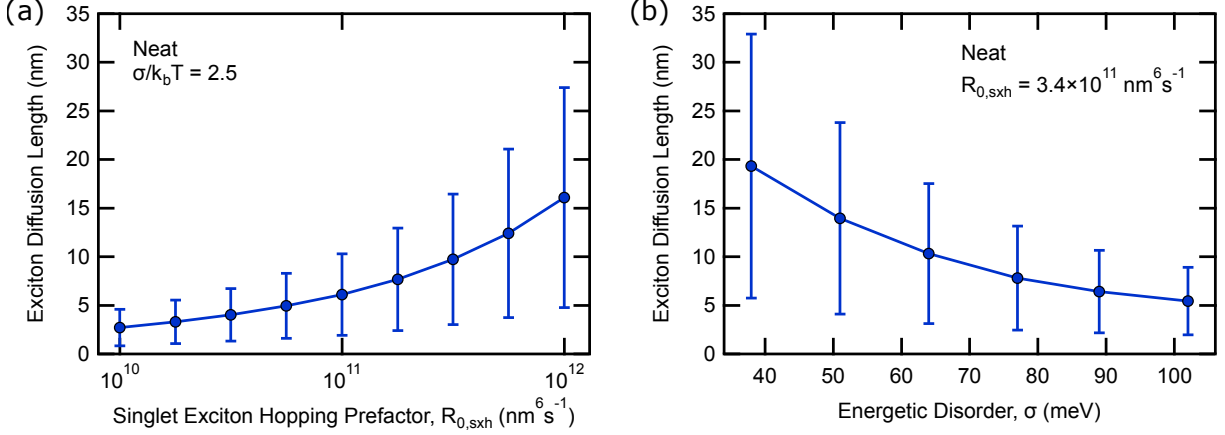 (a)
Exciton Diffusion Length (nm)
35
30
25
20
15
10
5
0
Neat
σ/k_bT = 2.5
10^10
10^11
10^12
Singlet Exciton Hopping Prefactor, R_0,sxh (nm^6s^-1)
(b)
Exciton Diffusion Length (nm)
35
30
25
20
15
10
5
0
Neat
R_0,sxh = 3.4×10^11 nm^6s^-1
40
50
60
70
80
90
100
Energetic Disorder, σ (meV)